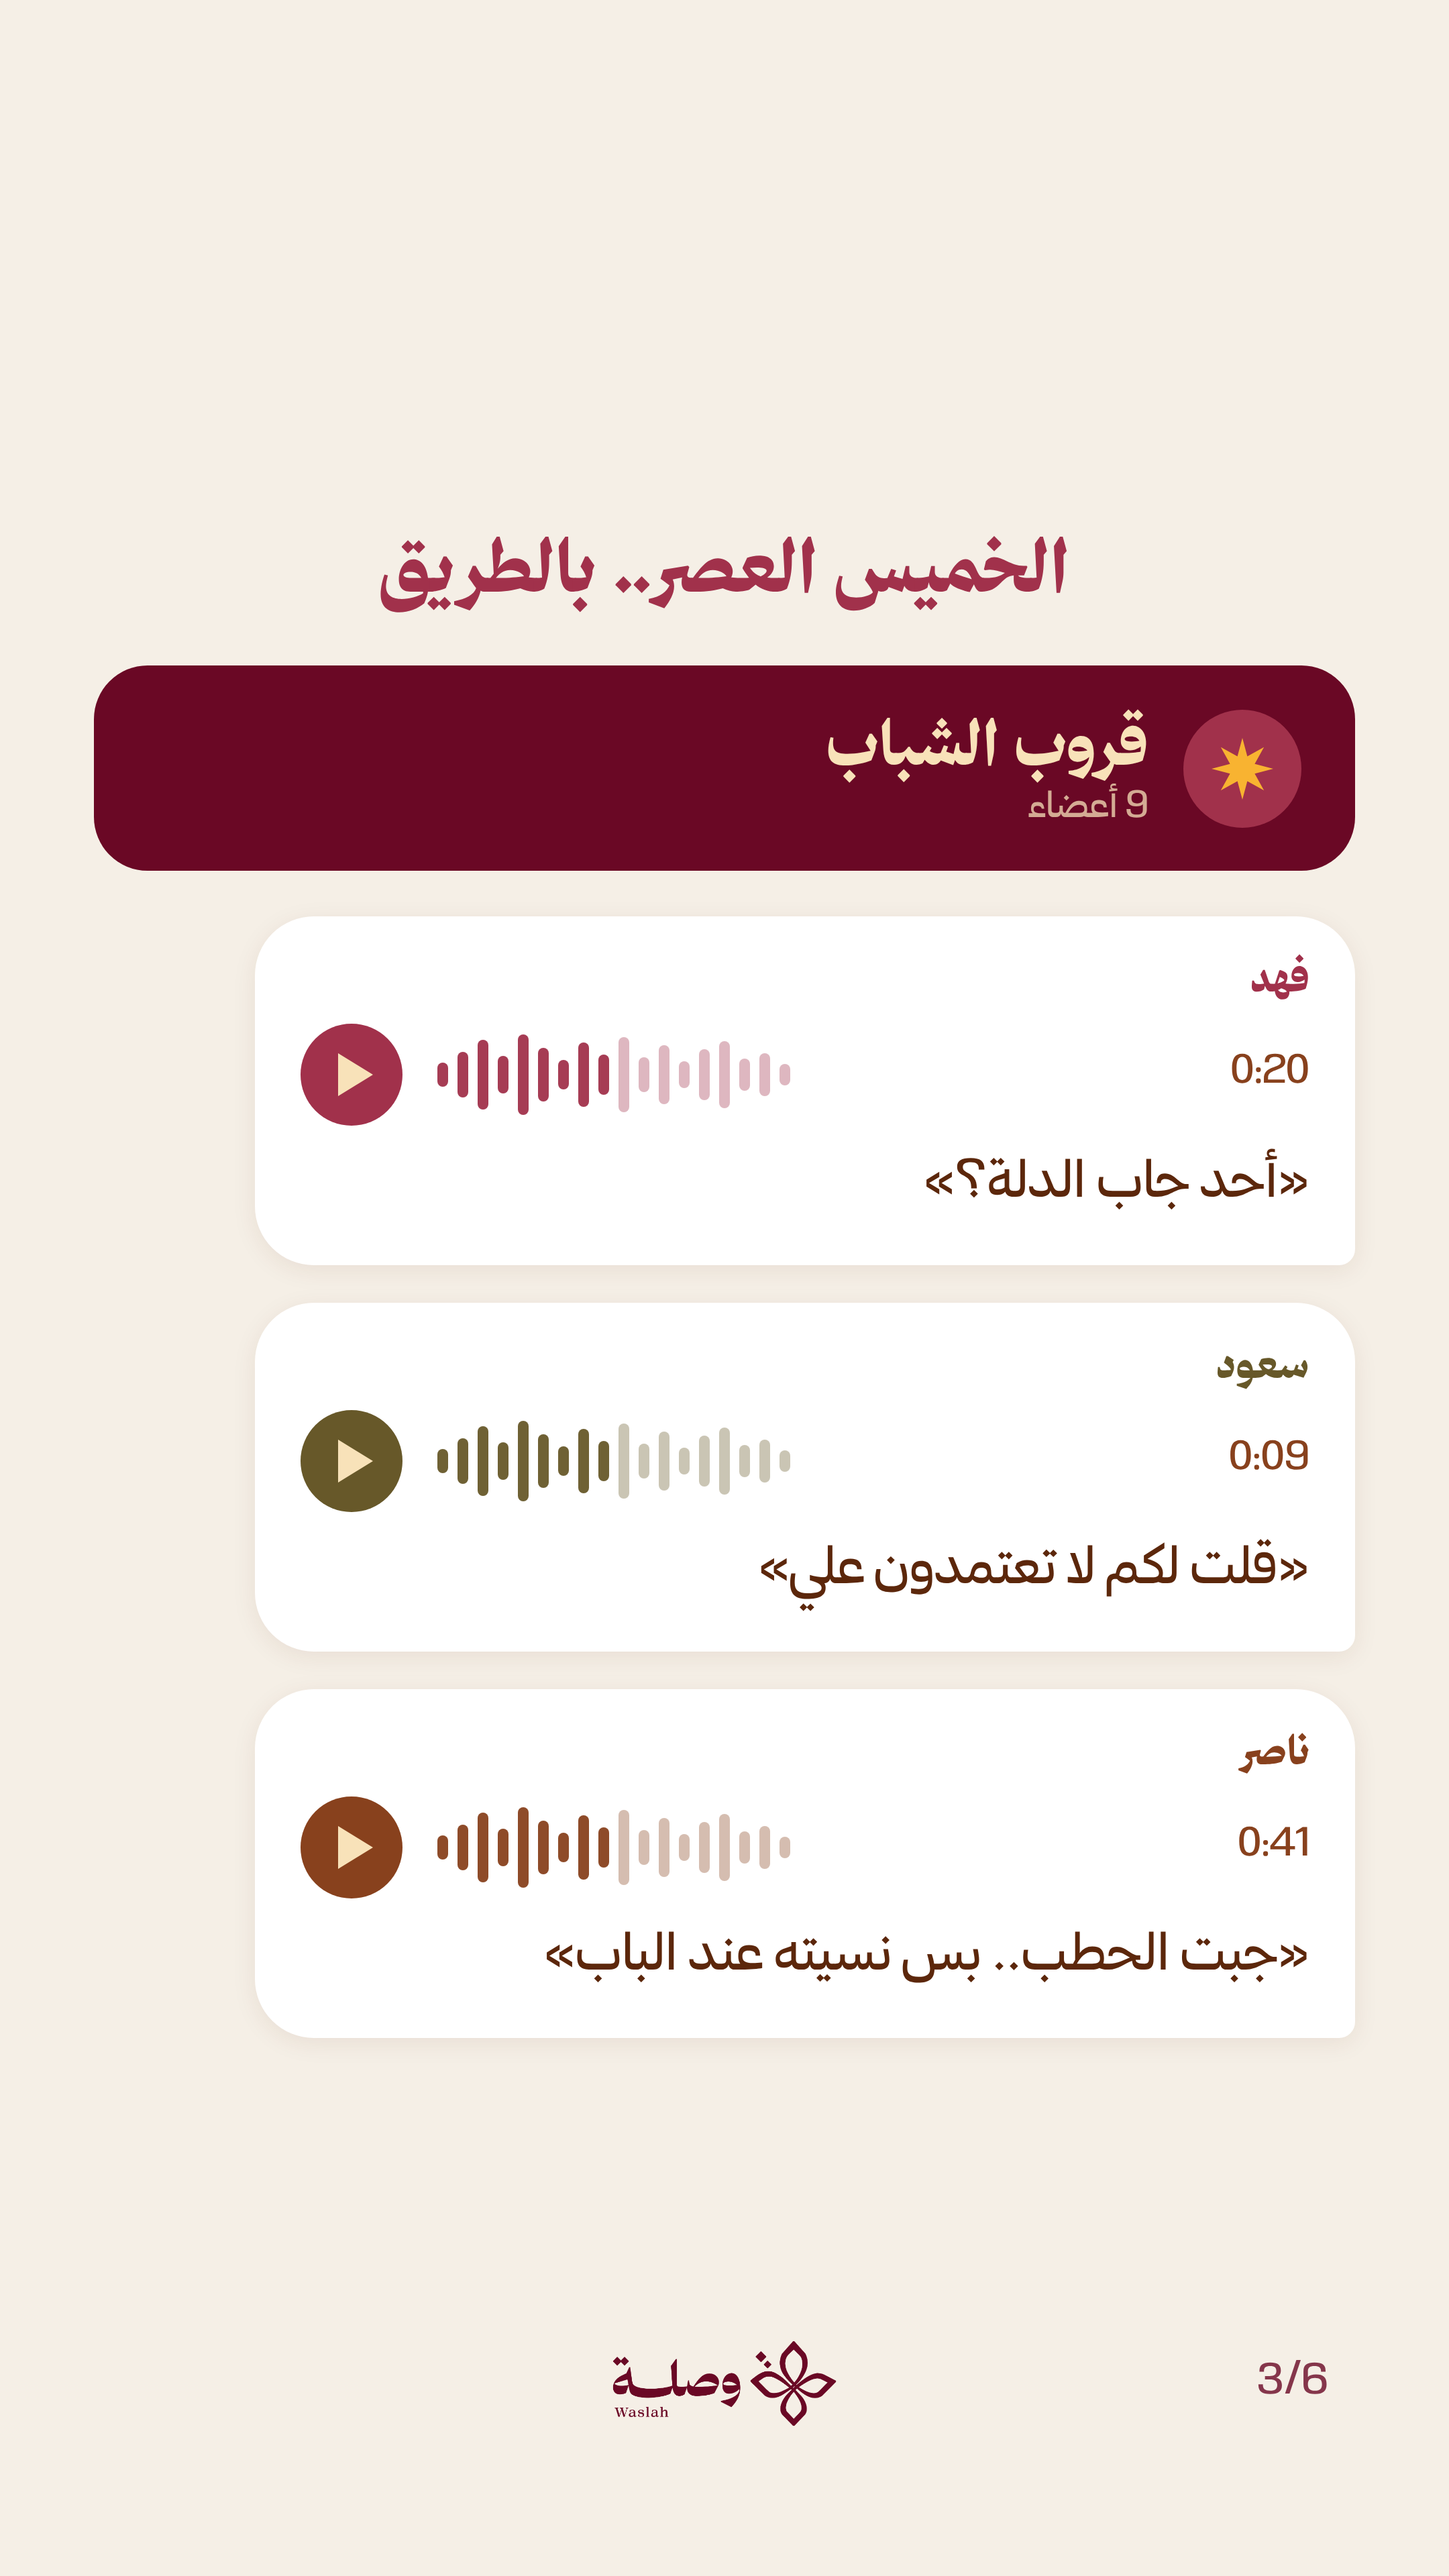 الخميس العصر.. بالطريق
قروب الشباب
9 أعضاء
فهد
0:20
«أحد جاب الدلة؟»
سعود
0:09
«قلت لكم لا تعتمدون علي»
ناصر
0:41
«جبت الحطب.. بس نسيته عند الباب»
3/6
وصلة
Waslah